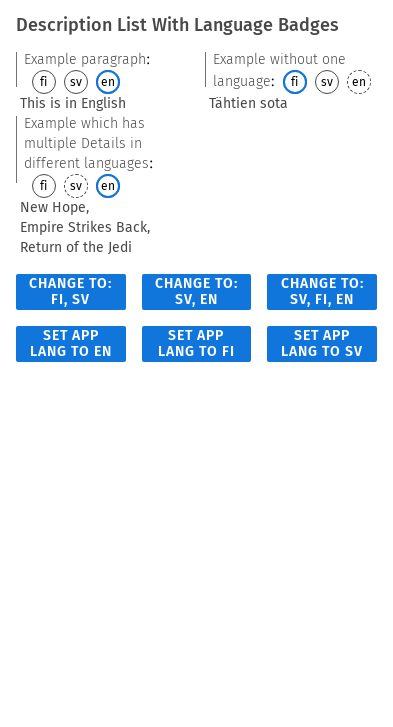 Description List With Language Badges
Example paragraph:
fi sv en
This is in English
Example without one
language: fi sv en
Tähtien sota
Example which has
multiple Details in
different languages:
fi sv en
New Hope,
Empire Strikes Back,
Return of the Jedi
CHANGE TO:
FI, SV
CHANGE TO:
SV, EN
CHANGE TO:
SV, FI, EN
SET APP
LANG TO EN
SET APP
LANG TO FI
SET APP
LANG TO SV